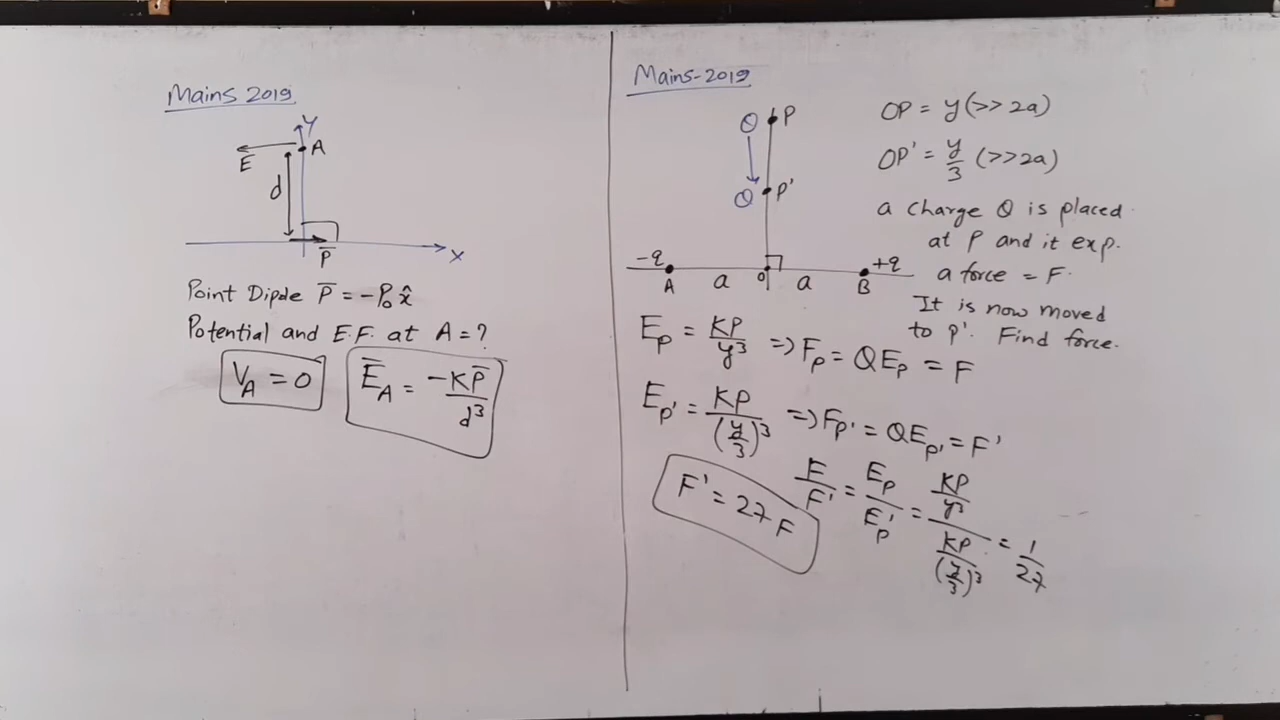 Mains 2019
Y
A
E̅
d
P̅
X
Point Dipole P̅ = -P₀ x̂
Potential and E.F. at A = ?
V_A = 0
E̅_A = -KP̅/d³
Mains-2019
Q P
Q P'
-q +q
A a O a B
OP = y (>> 2a)
OP' = y/3 (>> 2a)
a charge Q is placed
at P and it exp.
a force = F.
It is now moved
to P'. Find force.
E_P = KP/y³ => F_P = QE_P = F
E_P' = KP/(y/3)³ => F_P' = QE_P' = F'
F/F' = E_P/E_P' = (KP/y³)/(KP/(y/3)³) = 1/27
F' = 27 F